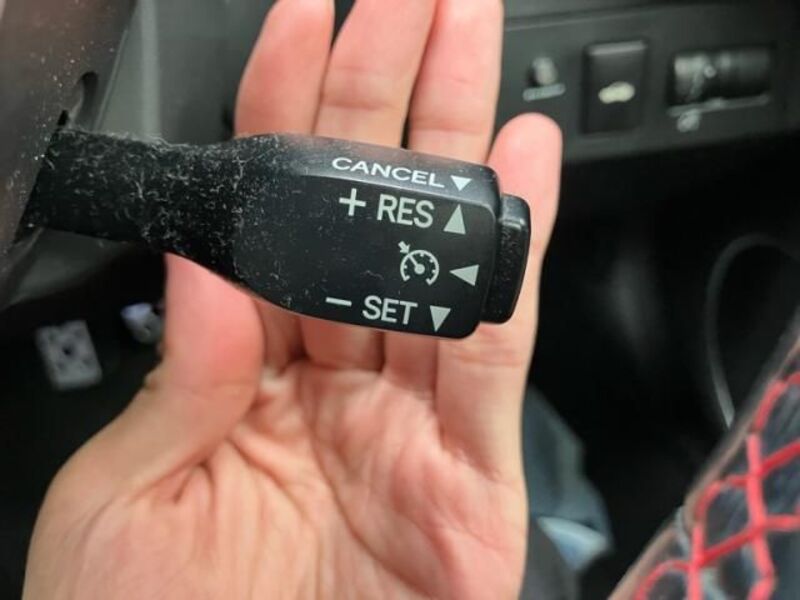 CANCEL ▼
+ RES ▲
◀
− SET ▼